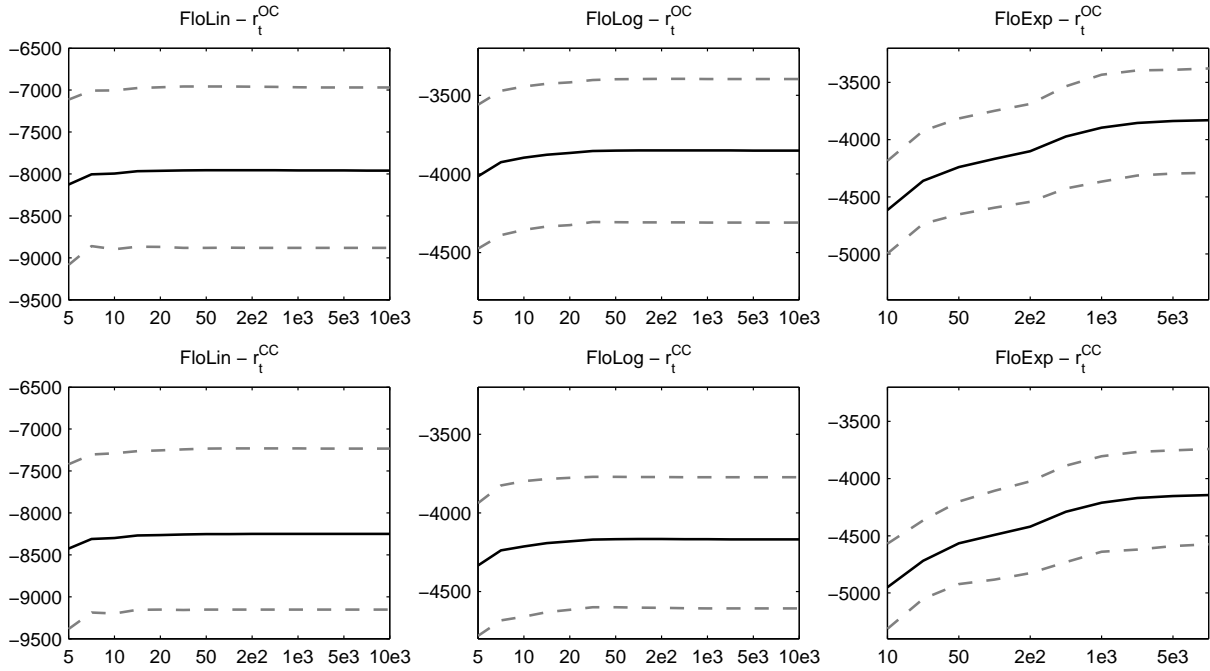 FloLin − r_t^OC
−6500
−7000
−7500
−8000
−8500
−9000
−9500
5 10 20 50 2e2 1e3 5e3 10e3
FloLog − r_t^OC
−3500
−4000
−4500
5 10 20 50 2e2 1e3 5e3 10e3
FloExp − r_t^OC
−3500
−4000
−4500
−5000
10 50 2e2 1e3 5e3
FloLin − r_t^CC
−6500
−7000
−7500
−8000
−8500
−9000
−9500
5 10 20 50 2e2 1e3 5e3 10e3
FloLog − r_t^CC
−3500
−4000
−4500
5 10 20 50 2e2 1e3 5e3 10e3
FloExp − r_t^CC
−3500
−4000
−4500
−5000
10 50 2e2 1e3 5e3